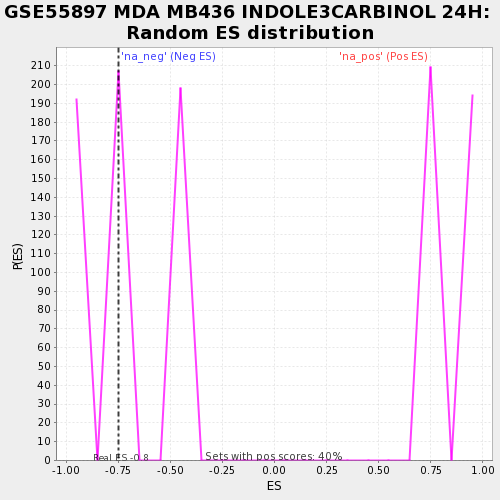 GSE55897 MDA MB436 INDOLE3CARBINOL 24H:
Random ES distribution
'na_neg' (Neg ES)
'na_pos' (Pos ES)
210
200
190
180
170
160
150
140
130
120
110
100
90
80
70
60
50
40
30
20
10
0
P(ES)
Real ES -0.8
Sets with pos scores: 40%
-1.00 -0.75 -0.50 -0.25 0.00 0.25 0.50 0.75 1.00
ES